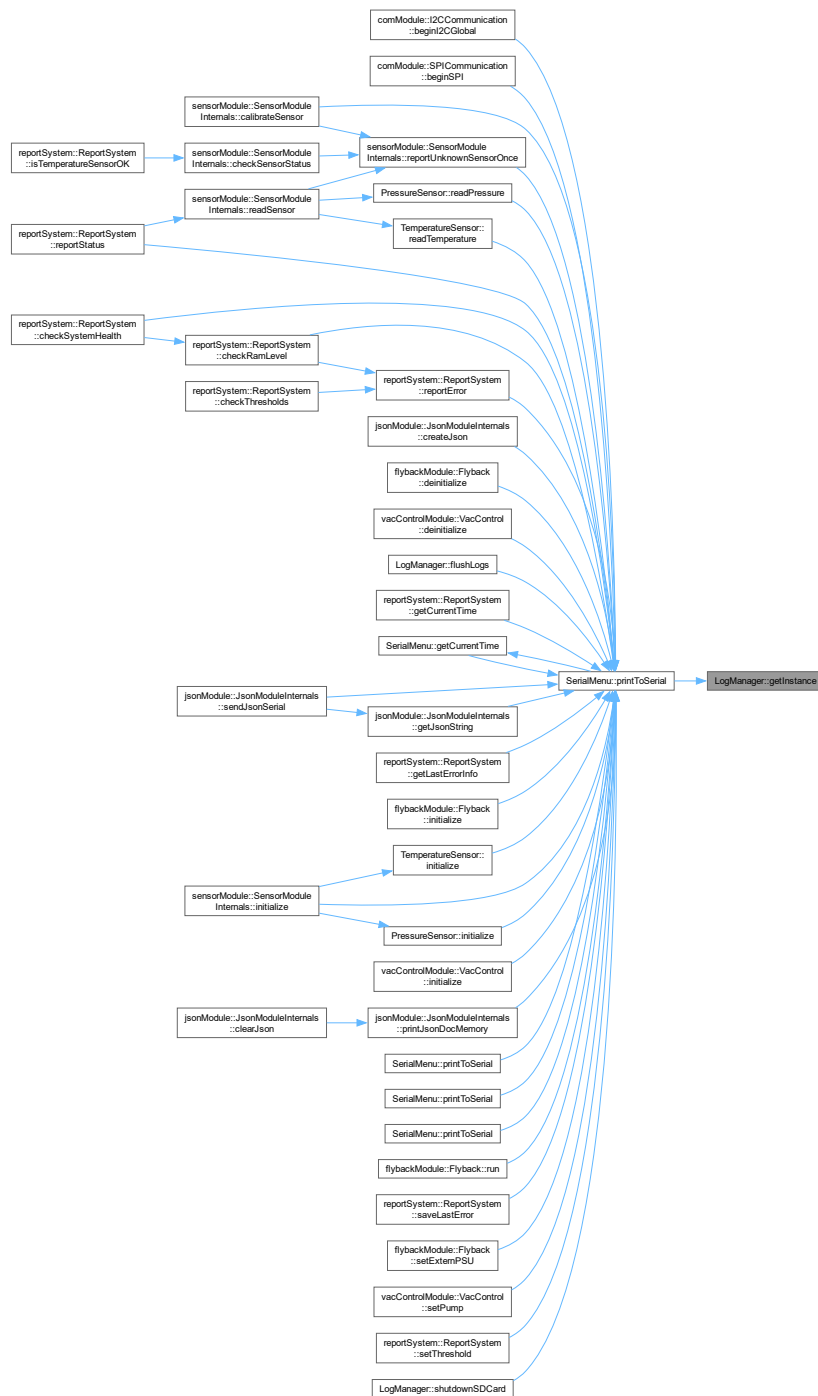 comModule::I2CCommunication
::beginI2CGlobal
comModule::SPICommunication
::beginSPI
sensorModule::SensorModule
Internals::calibrateSensor
sensorModule::SensorModule
Internals::reportUnknownSensorOnce
reportSystem::ReportSystem
::isTemperatureSensorOK
sensorModule::SensorModule
Internals::checkSensorStatus
sensorModule::SensorModule
Internals::readSensor
PressureSensor::readPressure
TemperatureSensor::
readTemperature
reportSystem::ReportSystem
::reportStatus
reportSystem::ReportSystem
::checkSystemHealth
reportSystem::ReportSystem
::checkRamLevel
reportSystem::ReportSystem
::reportError
reportSystem::ReportSystem
::checkThresholds
jsonModule::JsonModuleInternals
::createJson
flybackModule::Flyback
::deinitialize
vacControlModule::VacControl
::deinitialize
LogManager::flushLogs
reportSystem::ReportSystem
::getCurrentTime
SerialMenu::getCurrentTime
SerialMenu::printToSerial
LogManager::getInstance
jsonModule::JsonModuleInternals
::sendJsonSerial
jsonModule::JsonModuleInternals
::getJsonString
reportSystem::ReportSystem
::getLastErrorInfo
flybackModule::Flyback
::initialize
TemperatureSensor::
initialize
sensorModule::SensorModule
Internals::initialize
PressureSensor::initialize
vacControlModule::VacControl
::initialize
jsonModule::JsonModuleInternals
::clearJson
jsonModule::JsonModuleInternals
::printJsonDocMemory
SerialMenu::printToSerial
SerialMenu::printToSerial
SerialMenu::printToSerial
flybackModule::Flyback::run
reportSystem::ReportSystem
::saveLastError
flybackModule::Flyback
::setExternPSU
vacControlModule::VacControl
::setPump
reportSystem::ReportSystem
::setThreshold
LogManager::shutdownSDCard